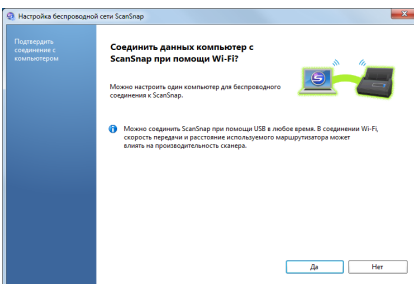 Настройка беспроводной сети ScanSnap
Подтвердить
соединение с
компьютером
Соединить данных компьютер с
ScanSnap при помощи Wi-Fi?
Можно настроить один компьютер для беспроводного
соединения к ScanSnap.
Можно соединить ScanSnap при помощи USB в любое время. В соединении Wi-Fi,
скорость передачи и расстояние используемого маршрутизатора может
влиять на производительность сканера.
Да
Нет